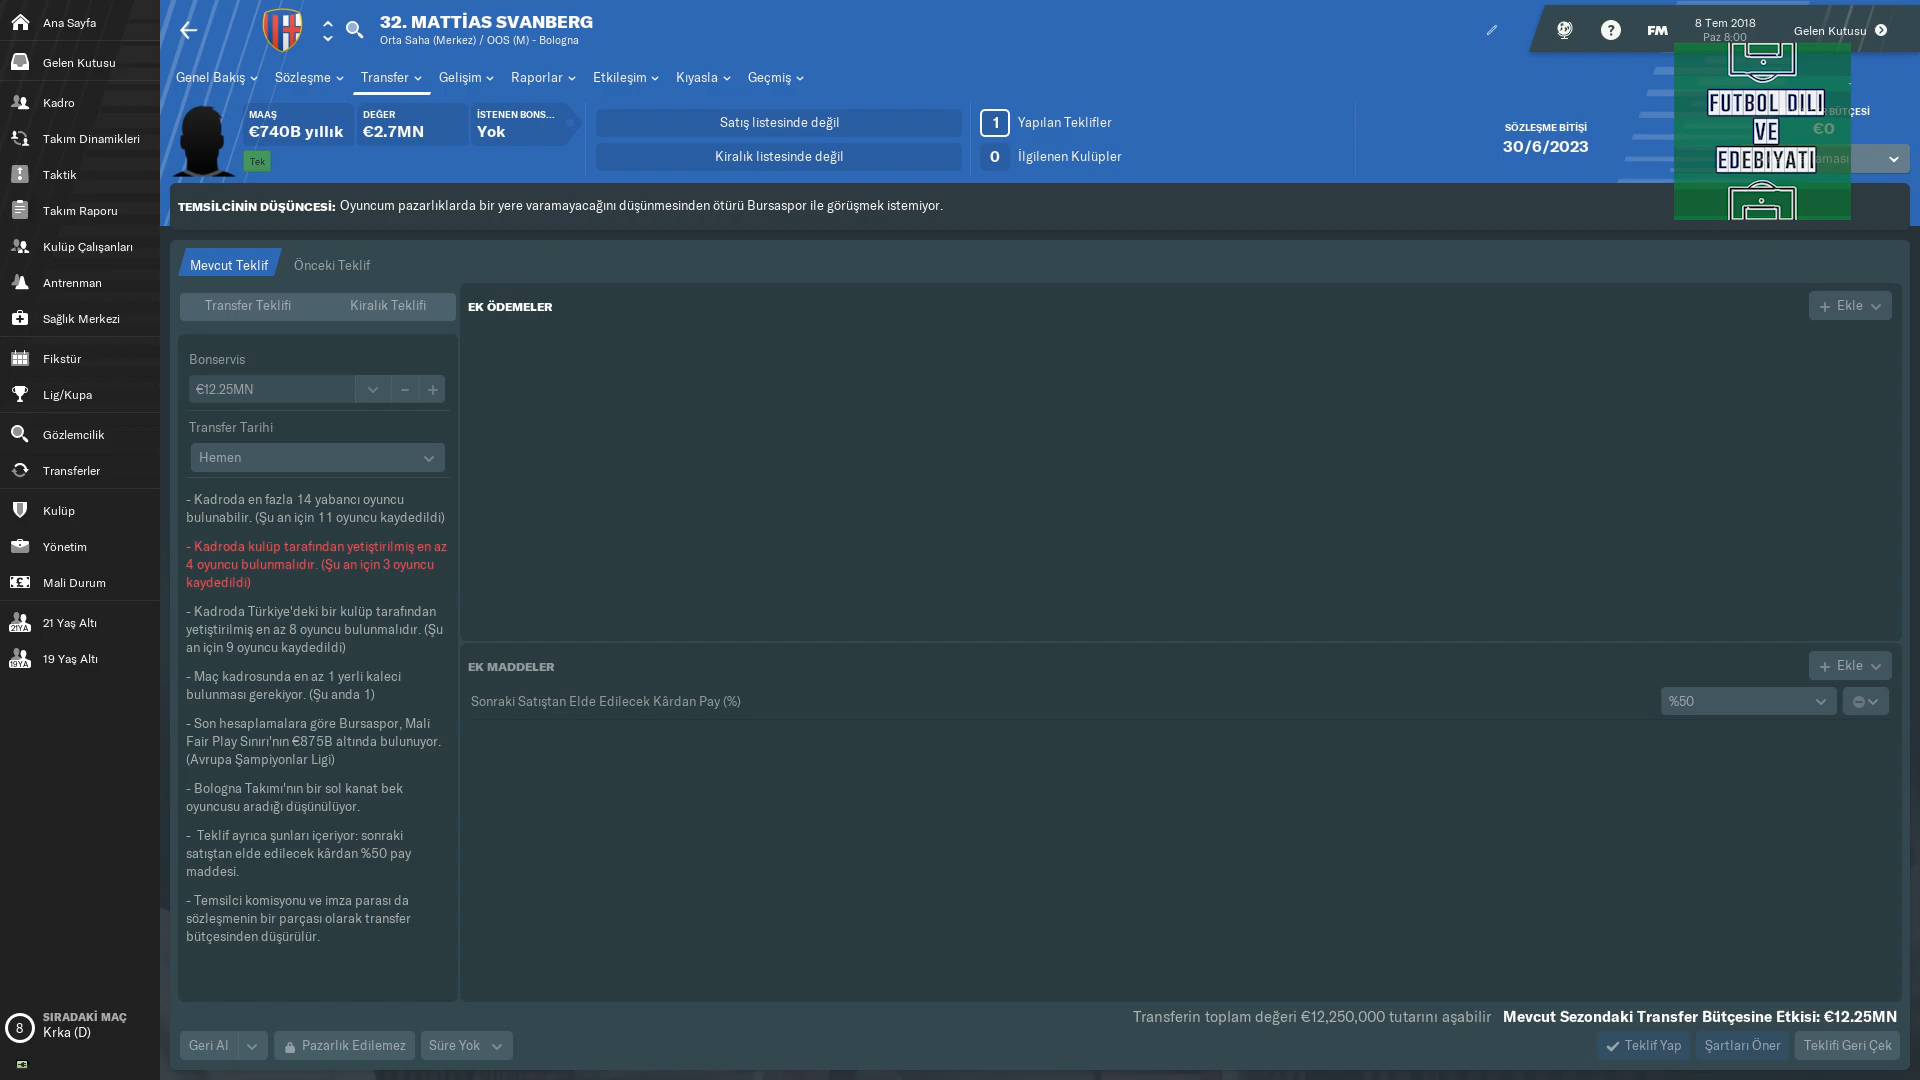 Ana Sayfa
Gelen Kutusu
Kadro
Takım Dinamikleri
Taktik
Takım Raporu
Kulüp Çalışanları
Antrenman
Sağlık Merkezi
Fikstür
Lig/Kupa
Gözlemcilik
Transferler
Kulüp
Yönetim
Mali Durum
21YA
21 Yaş Altı
19YA
19 Yaş Altı
8
SIRADAKİ MAÇ
Krka (D)
32. MATTİAS SVANBERG
Orta Saha (Merkez) / OOS (M) - Bologna
?
FM
8 Tem 2018
Paz 8:00
Gelen Kutusu
Genel Bakış
Sözleşme
Transfer
Gelişim
Raporlar
Etkileşim
Kıyasla
Geçmiş
MAAŞ
€740B yıllık
DEĞER
€2.7MN
İSTENEN BONS...
Yok
Tek
Satış listesinde değil
Kiralık listesinde değil
1 Yapılan Teklifler
0 İlgilenen Kulüpler
SÖZLEŞME BİTİŞİ
30/6/2023
BÜTÇESİ
€0
FUTBOL DILI
VE
EDEBIYATI
TEMSİLCİNİN DÜŞÜNCESİ: Oyuncum pazarlıklarda bir yere varamayacağını düşünmesinden ötürü Bursaspor ile görüşmek istemiyor.
Mevcut Teklif
Önceki Teklif
Transfer Teklifi
Kiralık Teklifi
Bonservis
€12.25MN
Transfer Tarihi
Hemen
- Kadroda en fazla 14 yabancı oyuncu
bulunabilir. (Şu an için 11 oyuncu kaydedildi)
- Kadroda kulüp tarafından yetiştirilmiş en az
4 oyuncu bulunmalıdır. (Şu an için 3 oyuncu
kaydedildi)
- Kadroda Türkiye'deki bir kulüp tarafından
yetiştirilmiş en az 8 oyuncu bulunmalıdır. (Şu
an için 9 oyuncu kaydedildi)
- Maç kadrosunda en az 1 yerli kaleci
bulunması gerekiyor. (Şu anda 1)
- Son hesaplamalara göre Bursaspor, Mali
Fair Play Sınırı'nın €875B altında bulunuyor.
(Avrupa Şampiyonlar Ligi)
- Bologna Takımı'nın bir sol kanat bek
oyuncusu aradığı düşünülüyor.
- Teklif ayrıca şunları içeriyor: sonraki
satıştan elde edilecek kârdan %50 pay
maddesi.
- Temsilci komisyonu ve imza parası da
sözleşmenin bir parçası olarak transfer
bütçesinden düşürülür.
EK ÖDEMELER
+ Ekle
EK MADDELER
+ Ekle
Sonraki Satıştan Elde Edilecek Kârdan Pay (%)
%50
Transferin toplam değeri €12,250,000 tutarını aşabilir
Mevcut Sezondaki Transfer Bütçesine Etkisi: €12.25MN
Geri Al
Pazarlık Edilemez
Süre Yok
Teklif Yap
Şartları Öner
Teklifi Geri Çek